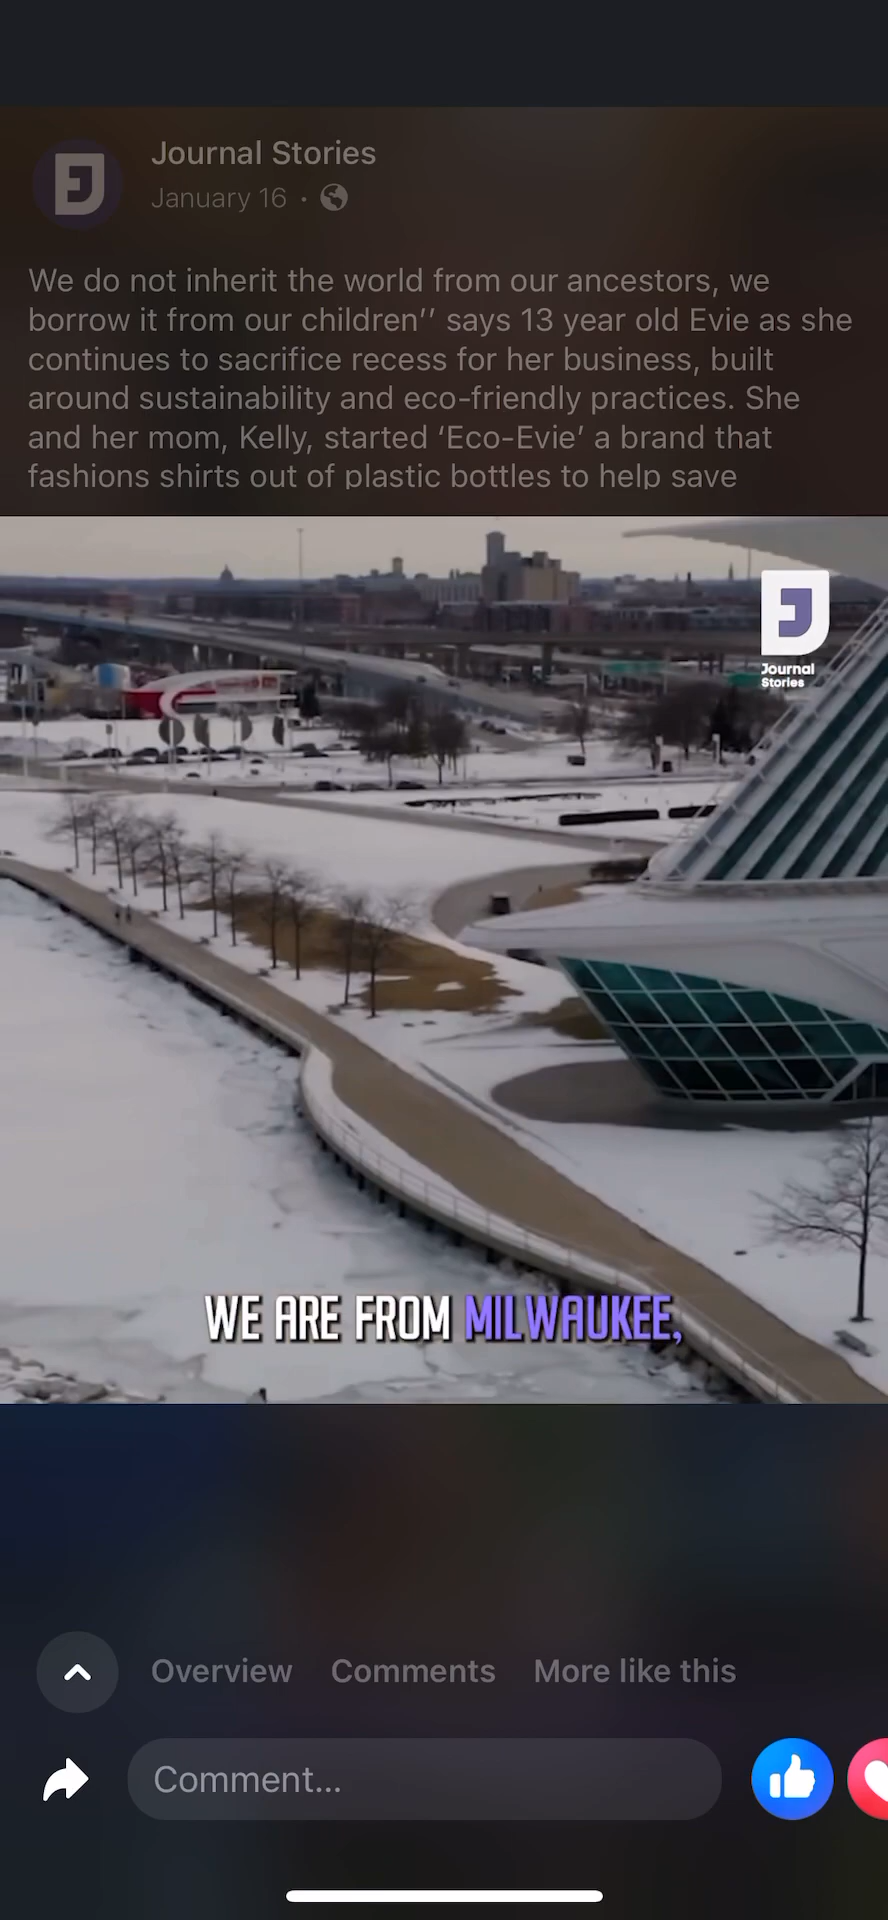 Journal Stories
January 16 ·
We do not inherit the world from our ancestors, we
borrow it from our children’’ says 13 year old Evie as she
continues to sacrifice recess for her business, built
around sustainability and eco-friendly practices. She
and her mom, Kelly, started ‘Eco-Evie’ a brand that
fashions shirts out of plastic bottles to help save
Journal
Stories
WE ARE FROM MILWAUKEE,
Overview Comments More like this
Comment...